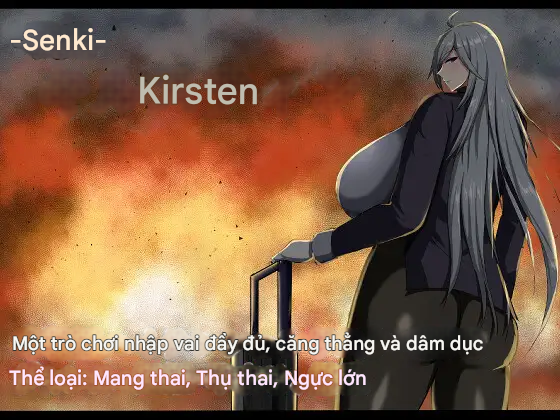 -Senki-
Kirsten
Một trò chơi nhập vai đầy đủ, căng thẳng và dâm dục
Thể loại: Mang thai, Thụ thai, Ngực lớn